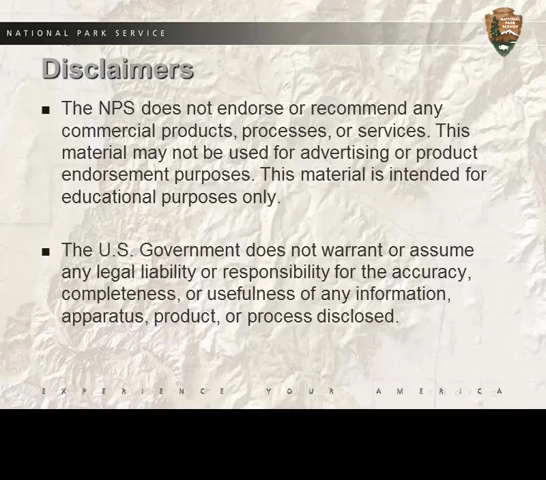 NATIONAL PARK SERVICE
NATIONAL
PARK
SERVICE
Disclaimers
■ The NPS does not endorse or recommend any
commercial products, processes, or services. This
material may not be used for advertising or product
endorsement purposes. This material is intended for
educational purposes only.
■ The U.S. Government does not warrant or assume
any legal liability or responsibility for the accuracy,
completeness, or usefulness of any information,
apparatus, product, or process disclosed.
EXPERIENCE YOUR AMERICA